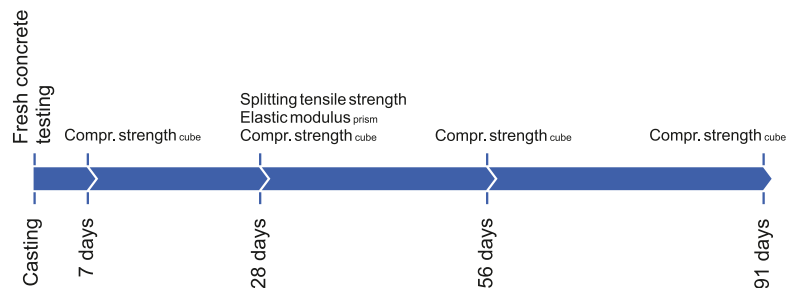 Fresh concrete
testing
Compr. strength cube
Splitting tensile strength
Elastic modulus prism
Compr. strength cube
Compr. strength cube
Compr. strength cube
Casting
7 days
28 days
56 days
91 days